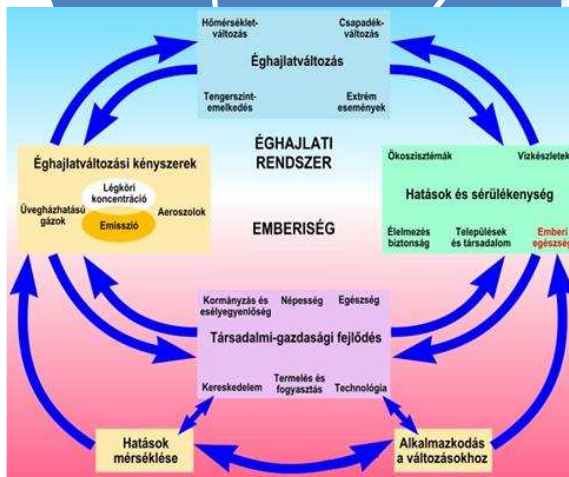 Hőmérséklet-
változás
Csapadék-
változás
Éghajlatváltozás
Tengerszint-
emelkedés
Extrém
események
ÉGHAJLATI
RENDSZER
Éghajlatváltozási kényszerek
Légköri
koncentráció
Üvegházhatású
gázok
Aeroszolok
Emisszió
Ökoszisztémák
Vízkészletek
Hatások és sérülékenység
Élelmezés
biztonság
Települések
és társadalom
Emberi
egészség
EMBERISÉG
Kormányzás és
esélyegyenlőség
Népesség
Egészség
Társadalmi-gazdasági fejlődés
Kereskedelem
Termelés és
fogyasztás
Technológia
Hatások
mérséklése
Alkalmazkodás
a változásokhoz